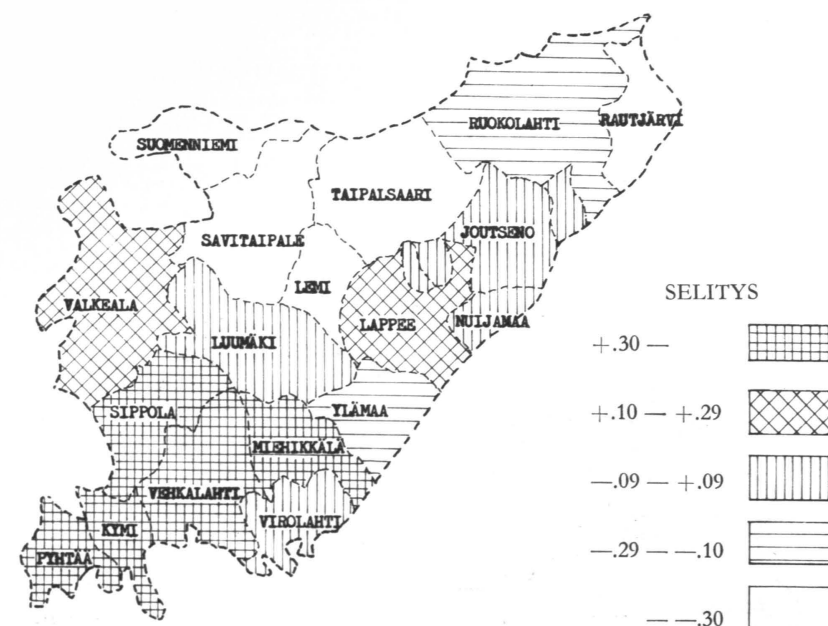 RUOKOLAHTI
RAUTJÄRVI
SUOMENNIEMI
TAIPALSAARI
SAVITAIPALE
JOUTSENO
LEMI
VALKEALA
LAPPEE
NUIJAMAA
LUUMÄKI
SIPPOLA
YLÄMAA
MIEHIKKÄLÄ
VEHKALAHTI
VIROLAHTI
KYMI
PYHTÄÄ
SELITYS
+.30 —
+.10 — +.29
—.09 — +.09
—.29 — —.10
— —.30